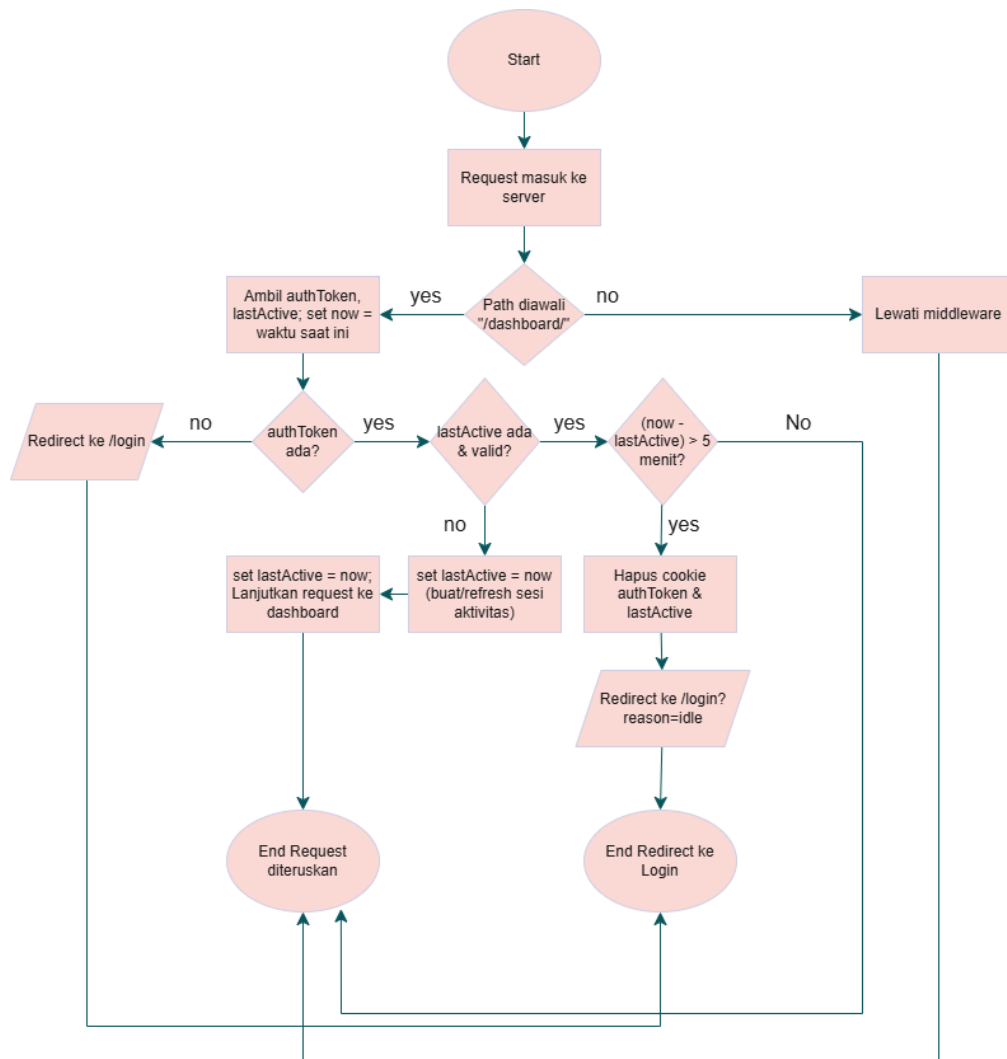 Start
Request masuk ke
server
Path diawali
"/dashboard/"
yes
no
Ambil authToken,
lastActive; set now =
waktu saat ini
Lewati middleware
authToken
ada?
no
Redirect ke /login
yes
lastActive ada
& valid?
yes
(now -
lastActive) > 5
menit?
No
no
yes
set lastActive = now;
Lanjutkan request ke
dashboard
set lastActive = now
(buat/refresh sesi
aktivitas)
Hapus cookie
authToken &
lastActive
Redirect ke /login?
reason=idle
End Request
diteruskan
End Redirect ke
Login